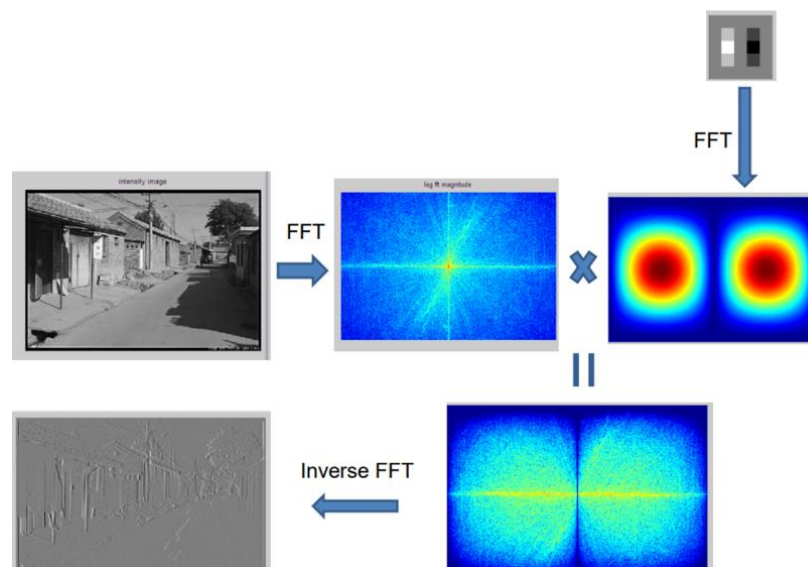 FFT
intensity image
log fft magnitude
FFT
Inverse FFT